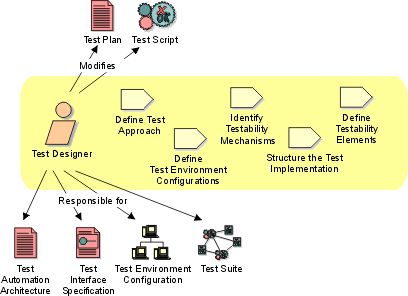 Test Plan
Test Script
Modifies
Test Designer
Define Test
Approach
Identify
Testability
Mechanisms
Define
Testability
Elements
Define
Test Environment
Configurations
Structure the Test
Implementation
Responsible for
Test
Automation
Architecture
Test
Interface
Specification
Test Environment
Configuration
Test Suite